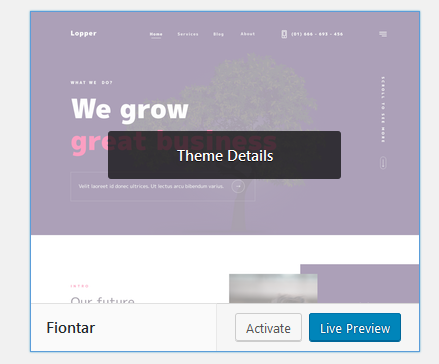 Lopper
Home Services Blog About (01) 666 - 693 - 456
WHAT WE DO?
We grow
great business
Theme Details
Velit laoreet id donec ultrices. Ut lectus arcu bibendum varius.
SCROLL TO SEE MORE
INTRO
Our future
Fiontar
Activate
Live Preview